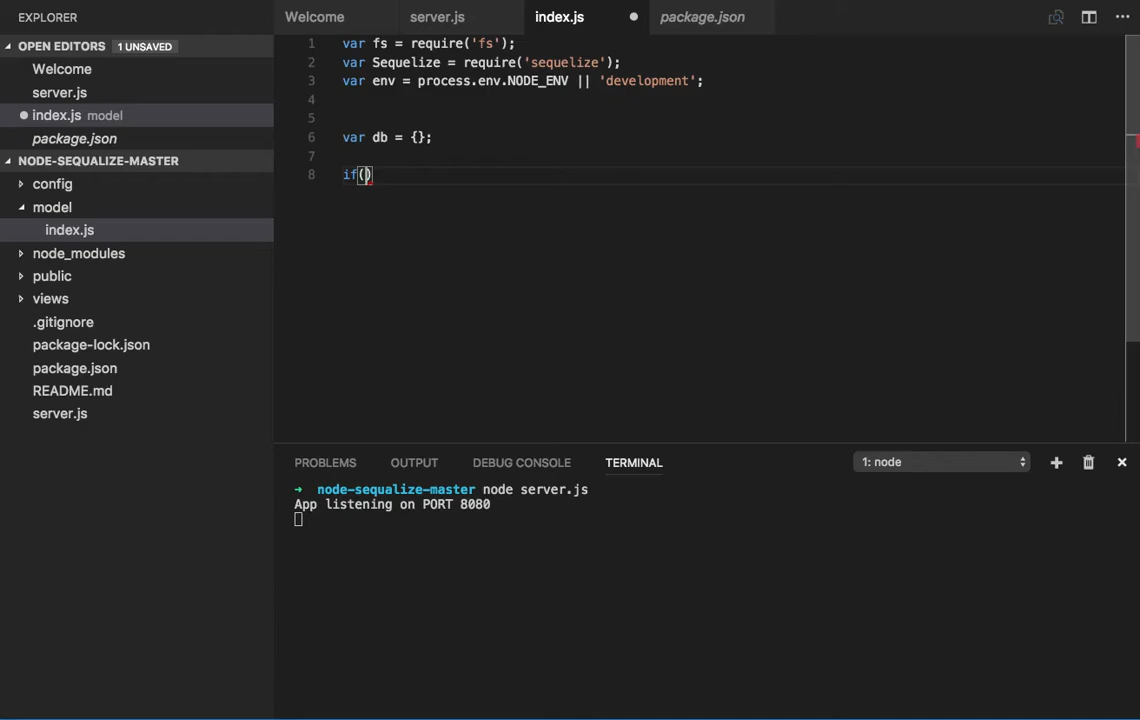 EXPLORER
OPEN EDITORS 1 UNSAVED
Welcome
server.js
index.js model
package.json
NODE-SEQUALIZE-MASTER
config
model
index.js
node_modules
public
views
.gitignore
package-lock.json
package.json
README.md
server.js
Welcome server.js index.js package.json
1 var fs = require('fs');
2 var Sequelize = require('sequelize');
3 var env = process.env.NODE_ENV || 'development';
4
5
6 var db = {};
7
8 if()
PROBLEMS OUTPUT DEBUG CONSOLE TERMINAL 1: node
➜ node-sequalize-master node server.js
App listening on PORT 8080